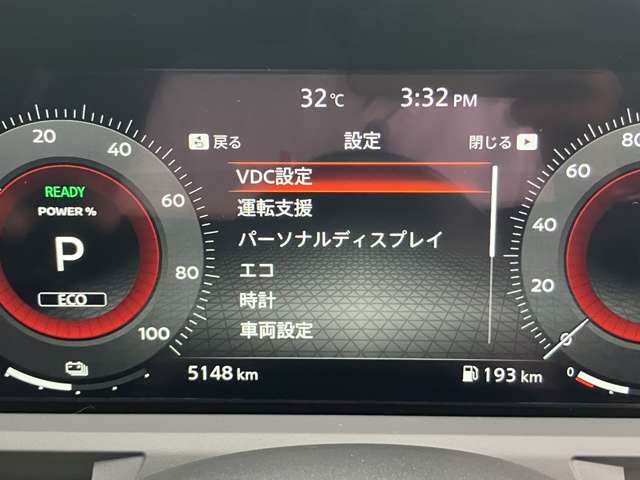 32℃ 3:32 PM
戻る 設定 閉じる
VDC設定
運転支援
パーソナルディスプレイ
エコ
時計
車両設定
20 40 60 80 100
READY
POWER %
P
ECO
80 60 40 20 0
5148 km
193 km
0